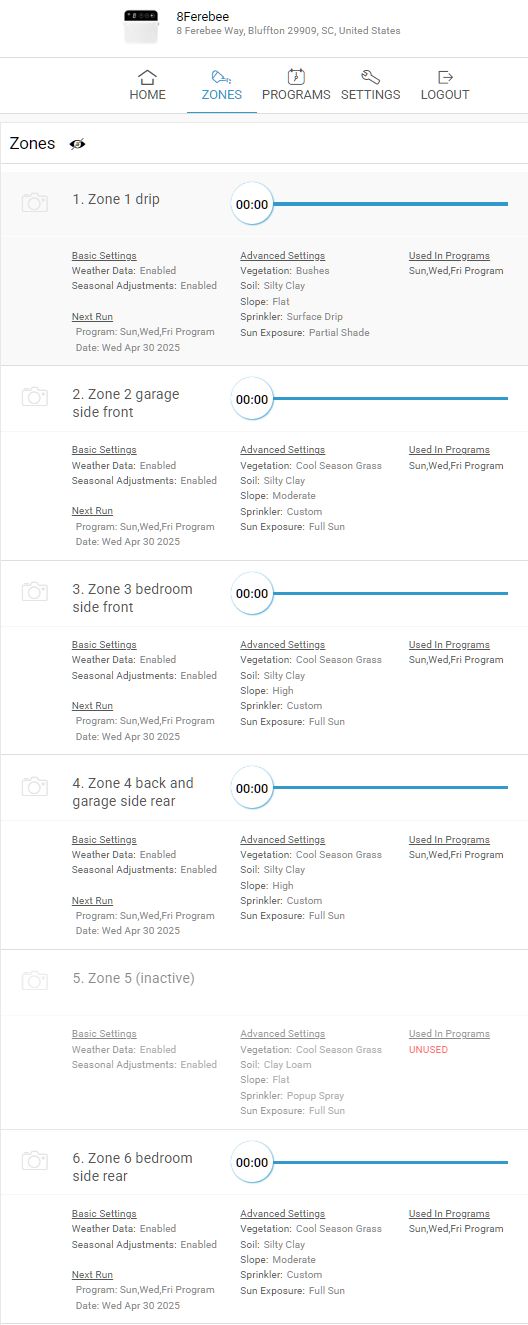 8Ferebee
8 Ferebee Way, Bluffton 29909, SC, United States
HOME
ZONES
PROGRAMS
SETTINGS
LOGOUT
Zones
1. Zone 1 drip
00:00
Basic Settings
Weather Data: Enabled
Seasonal Adjustments: Enabled
Next Run
Program: Sun,Wed,Fri Program
Date: Wed Apr 30 2025
Advanced Settings
Vegetation: Bushes
Soil: Silty Clay
Slope: Flat
Sprinkler: Surface Drip
Sun Exposure: Partial Shade
Used In Programs
Sun,Wed,Fri Program
2. Zone 2 garage
side front
00:00
Basic Settings
Weather Data: Enabled
Seasonal Adjustments: Enabled
Next Run
Program: Sun,Wed,Fri Program
Date: Wed Apr 30 2025
Advanced Settings
Vegetation: Cool Season Grass
Soil: Silty Clay
Slope: Moderate
Sprinkler: Custom
Sun Exposure: Full Sun
Used In Programs
Sun,Wed,Fri Program
3. Zone 3 bedroom
side front
00:00
Basic Settings
Weather Data: Enabled
Seasonal Adjustments: Enabled
Next Run
Program: Sun,Wed,Fri Program
Date: Wed Apr 30 2025
Advanced Settings
Vegetation: Cool Season Grass
Soil: Silty Clay
Slope: High
Sprinkler: Custom
Sun Exposure: Full Sun
Used In Programs
Sun,Wed,Fri Program
4. Zone 4 back and
garage side rear
00:00
Basic Settings
Weather Data: Enabled
Seasonal Adjustments: Enabled
Next Run
Program: Sun,Wed,Fri Program
Date: Wed Apr 30 2025
Advanced Settings
Vegetation: Cool Season Grass
Soil: Silty Clay
Slope: High
Sprinkler: Custom
Sun Exposure: Full Sun
Used In Programs
Sun,Wed,Fri Program
5. Zone 5 (inactive)
Basic Settings
Weather Data: Enabled
Seasonal Adjustments: Enabled
Advanced Settings
Vegetation: Cool Season Grass
Soil: Clay Loam
Slope: Flat
Sprinkler: Popup Spray
Sun Exposure: Full Sun
Used In Programs
UNUSED
6. Zone 6 bedroom
side rear
00:00
Basic Settings
Weather Data: Enabled
Seasonal Adjustments: Enabled
Next Run
Program: Sun,Wed,Fri Program
Date: Wed Apr 30 2025
Advanced Settings
Vegetation: Cool Season Grass
Soil: Silty Clay
Slope: Moderate
Sprinkler: Custom
Sun Exposure: Full Sun
Used In Programs
Sun,Wed,Fri Program